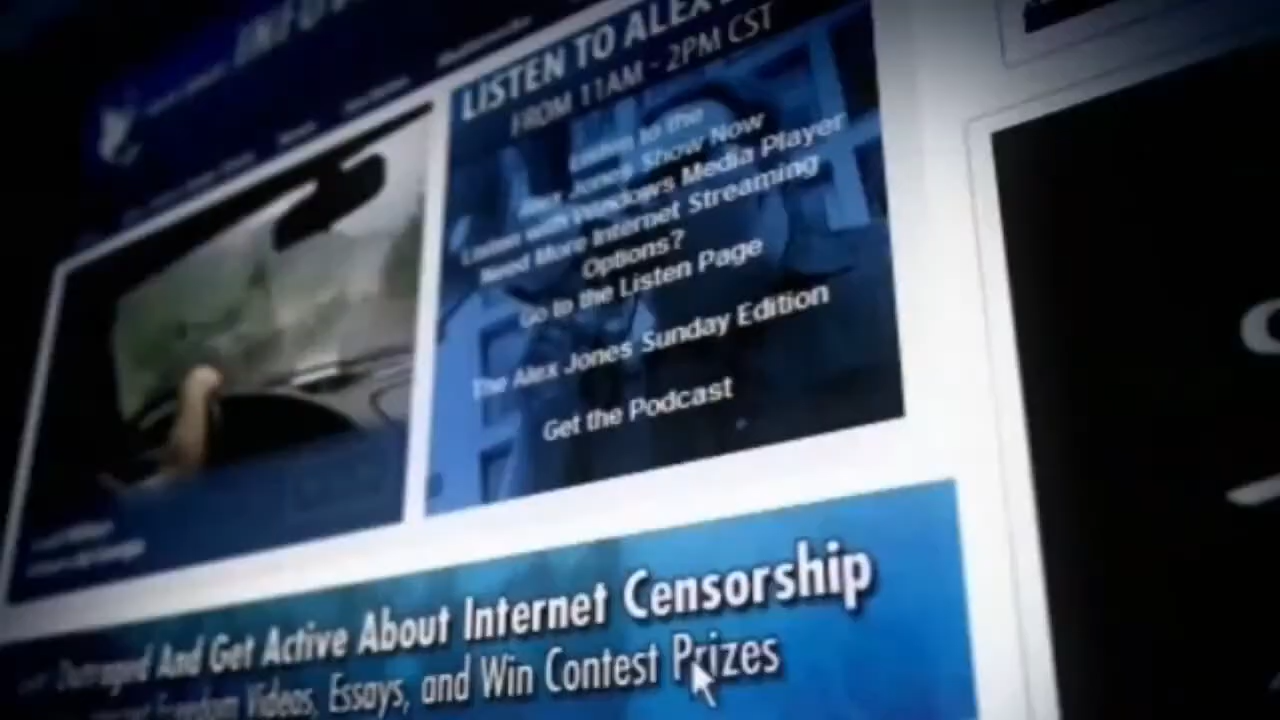 LISTEN TO ALEX
FROM 11AM - 2PM CST
Listen to the
Alex Jones Show Now
Listen with Windows Media Player
Need More Internet Streaming
Options?
Go to the Listen Page
The Alex Jones Sunday Edition
Get the Podcast
Outraged And Get Active About Internet Censorship
Freedom Videos, Essays, and Win Contest Prizes